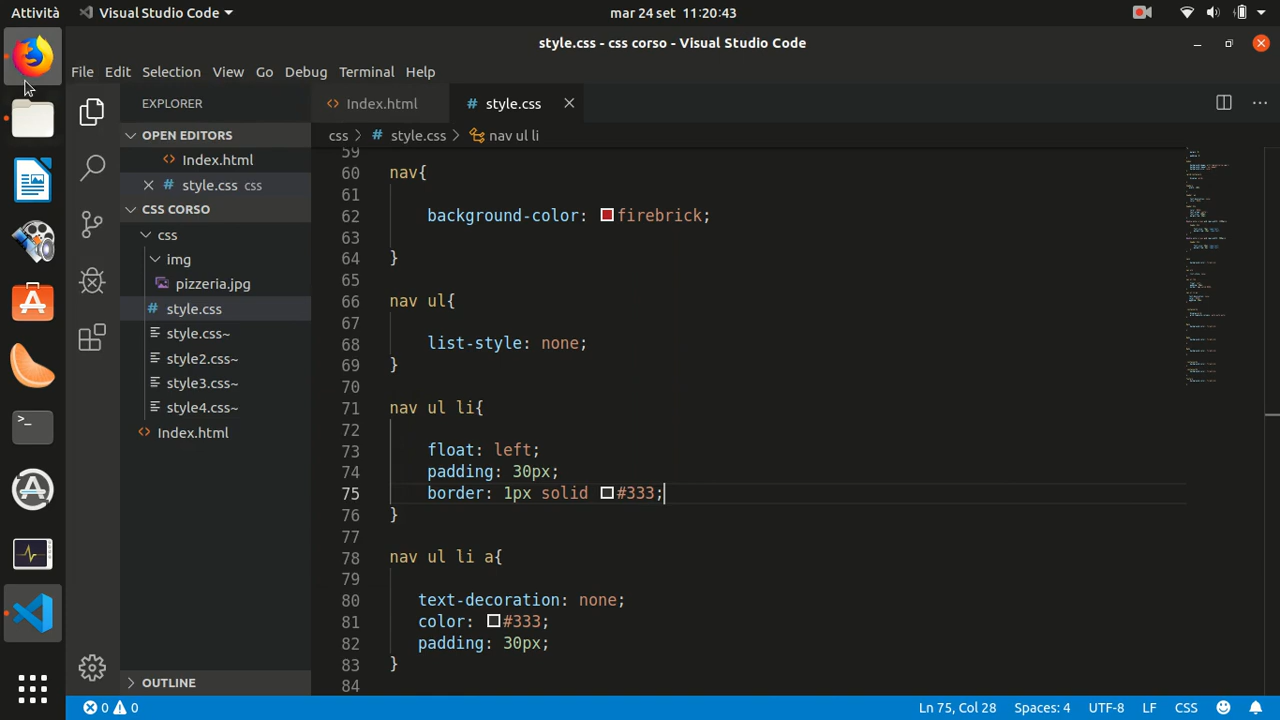 Attività
Visual Studio Code
mar 24 set 11:20:43
style.css - css corso - Visual Studio Code
File Edit Selection View Go Debug Terminal Help
EXPLORER
OPEN EDITORS
Index.html
style.css css
CSS CORSO
css
img
pizzeria.jpg
style.css
style.css~
style2.css~
style3.css~
style4.css~
Index.html
OUTLINE
Index.html
style.css
css > style.css > nav ul li
59
60 nav{
61
62 background-color: firebrick;
63
64 }
65
66 nav ul{
67
68 list-style: none;
69 }
70
71 nav ul li{
72
73 float: left;
74 padding: 30px;
75 border: 1px solid #333;
76 }
77
78 nav ul li a{
79
80 text-decoration: none;
81 color: #333;
82 padding: 30px;
83 }
84
0 0
Ln 75, Col 28 Spaces: 4 UTF-8 LF CSS